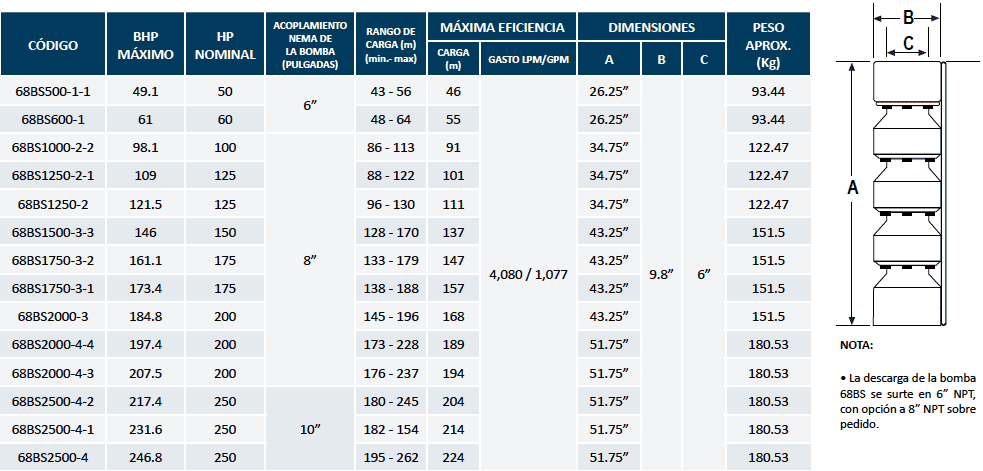 CÓDIGO BHP MÁXIMO HP NOMINAL ACOPLAMIENTO NEMA DE LA BOMBA (PULGADAS) RANGO DE CARGA (m) (min.- max) MÁXIMA EFICIENCIA DIMENSIONES PESO APROX. (Kg)
CARGA (m) GASTO LPM/GPM A B C
68BS500-1-1 49.1 50 6” 43 - 56 46 4,080 / 1,077 26.25” 9.8” 6” 93.44
68BS600-1 61 60 48 - 64 55 26.25” 93.44
68BS1000-2-2 98.1 100 8” 86 - 113 91 34.75” 122.47
68BS1250-2-1 109 125 88 - 122 101 34.75” 122.47
68BS1250-2 121.5 125 96 - 130 111 34.75” 122.47
68BS1500-3-3 146 150 128 - 170 137 43.25” 151.5
68BS1750-3-2 161.1 175 133 - 179 147 43.25” 151.5
68BS1750-3-1 173.4 175 138 - 188 157 43.25” 151.5
68BS2000-3 184.8 200 145 - 196 168 43.25” 151.5
68BS2000-4-4 197.4 200 173 - 228 189 51.75” 180.53
68BS2000-4-3 207.5 200 176 - 237 194 51.75” 180.53
68BS2500-4-2 217.4 250 10” 180 - 245 204 51.75” 180.53
68BS2500-4-1 231.6 250 182 - 154 214 51.75” 180.53
68BS2500-4 246.8 250 195 - 262 224 51.75” 180.53
B
C
A
NOTA:
• La descarga de la bomba
68BS se surte en 6” NPT,
con opción a 8” NPT sobre
pedido.